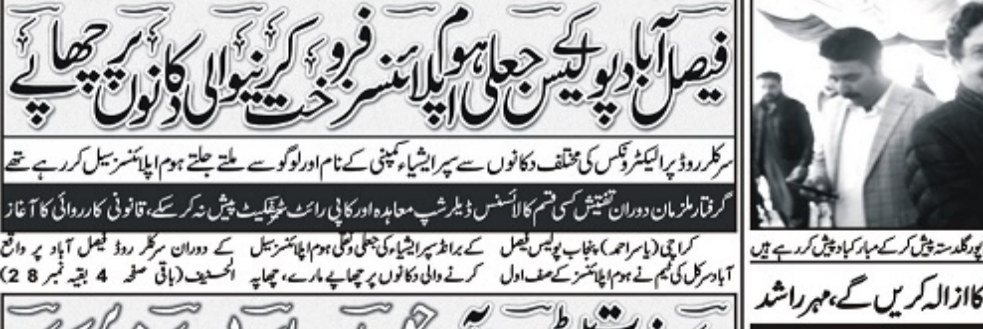 فیصل آباد پولیس کے جعلی ہوم اپلائنسز فروخت کرنیوالی دکانوں پر چھاپے
سرکلر روڈ پر الیکٹرونکس کی مختلف دکانوں سے سپر ایشیاء کمپنی کے نام اور لوگو سے ملتے جلتے ہوم اپلائنسز سیل کر رہے تھے
گرفتار ملزمان دوران تفتیش کسی قسم کا لائسنس ڈیلر شپ معاہدہ اور کاپی رائٹ سرٹیفکیٹ پیش نہ کر سکے، قانونی کارروائی کا آغاز
کراچی (یاسر احمد) پنجاب پولیس فیصل
آباد سرکل کی ٹیم نے ہوم اپلائنسز کے صف اول
کے برانڈ سپر ایشیاء کی جعلی ہوم اپلائنسز سیل
کرنے والی دکانوں پر چھاپے مارے، چھاپہ
کے دوران سرکلر روڈ فیصل آباد پر واقع
(باقی صفحہ 4 بقیہ نمبر 28)
پور گلدستہ پیش کر کے مبارکباد پیش کر رہے ہیں
کا ازالہ کریں گے، مہر راشد